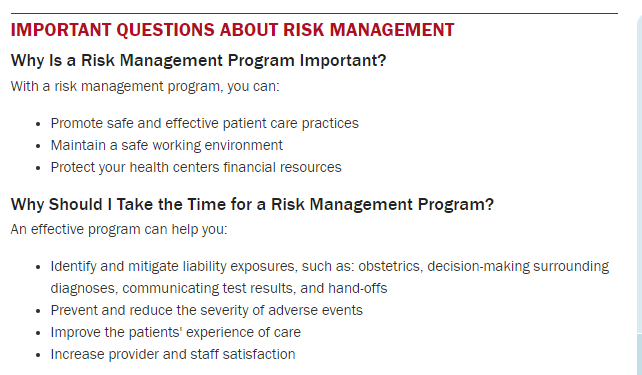 IMPORTANT QUESTIONS ABOUT RISK MANAGEMENT
Why Is a Risk Management Program Important?
With a risk management program, you can:
• Promote safe and effective patient care practices
• Maintain a safe working environment
• Protect your health centers financial resources
Why Should I Take the Time for a Risk Management Program?
An effective program can help you:
• Identify and mitigate liability exposures, such as: obstetrics, decision-making surrounding
diagnoses, communicating test results, and hand-offs
• Prevent and reduce the severity of adverse events
• Improve the patients' experience of care
• Increase provider and staff satisfaction